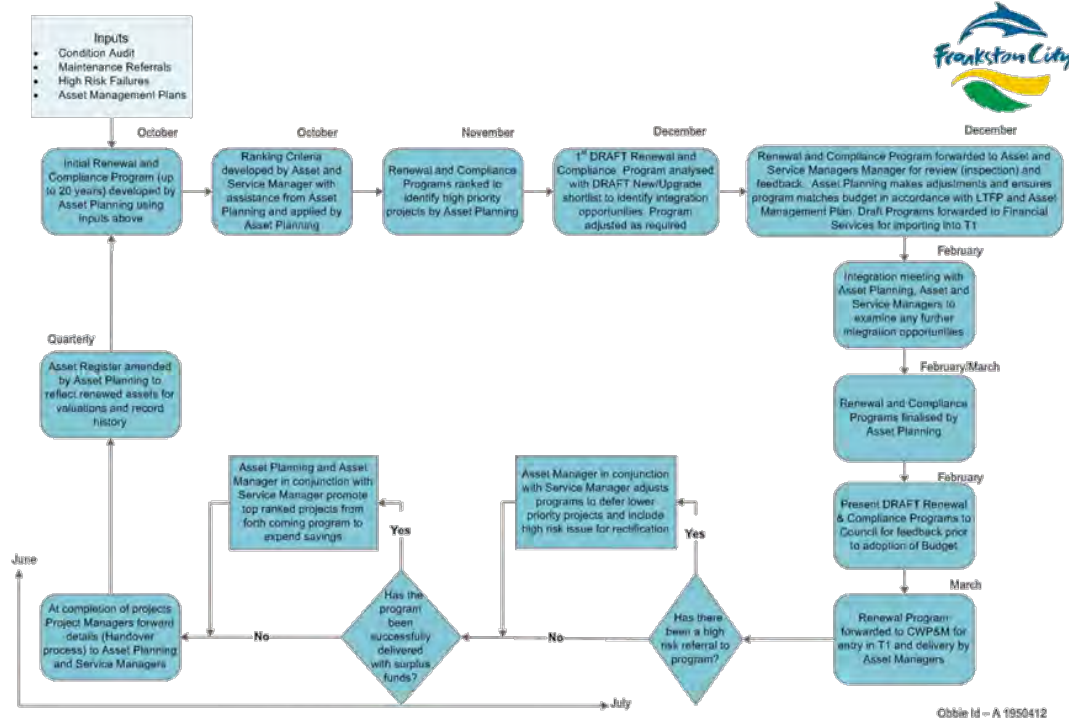 Inputs
• Condition Audit
• Maintenance Referrals
• High Risk Failures
• Asset Management Plans
Frankston City
October
October
November
December
December
Initial Renewal and
Compliance Program (up
to 20 years) developed by
Asset Planning using
inputs above
Ranking Criteria
developed by Asset and
Service Manager with
assistance from Asset
Planning and applied by
Asset Planning
Renewal and Compliance
Programs ranked to
identify high priority
projects by Asset Planning
1st DRAFT Renewal and
Compliance Program analysed
with DRAFT New/Upgrade
shortlist to identify integration
opportunities. Program
adjusted as required
Renewal and Compliance Program forwarded to Asset and
Service Managers Manager for review (inspection) and
feedback. Asset Planning makes adjustments and ensures
program matches budget in accordance with LTFP and Asset
Management Plan. Draft Programs forwarded to Financial
Services for importing into T1
February
Integration meeting with
Asset Planning, Asset and
Service Managers to
examine any further
integration opportunities
February/March
Renewal and Compliance
Programs finalised by
Asset Planning
February
Present DRAFT Renewal
& Compliance Programs to
Council for feedback prior
to adoption of Budget
March
Renewal Program
forwarded to CWP&M for
entry in T1 and delivery by
Asset Managers
Has there
been a high
risk referral to
program?
Yes
No
Asset Manager in conjunction
with Service Manager adjusts
programs to defer lower
priority projects and include
high risk issue for rectification
Has the
program
been
successfully
delivered
with surplus
funds?
Yes
No
Asset Planning and Asset
Manager in conjunction with
Service Manager promote
top ranked projects from
forth coming program to
expend savings
At completion of projects
Project Managers forward
details (Handover
process) to Asset Planning
and Service Managers
Quarterly
Asset Register amended
by Asset Planning to
reflect renewed assets for
valuations and record
history
June
July
Objbie Id – A 1950412